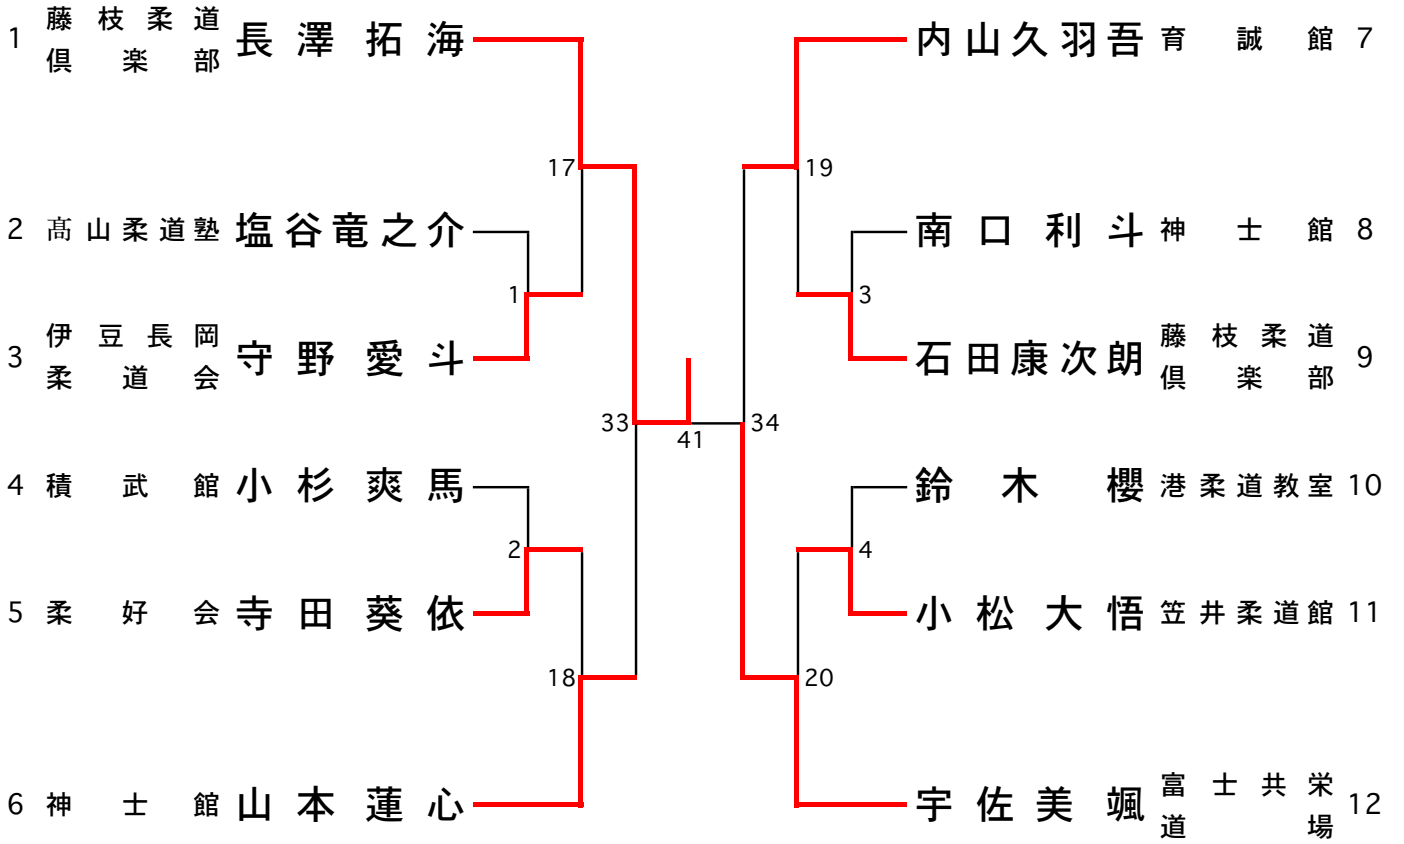 1 藤枝柔道倶楽部 長澤拓海
2 髙山柔道塾 塩谷竜之介
3 伊豆長岡柔道会 守野愛斗
4 積武館 小杉爽馬
5 柔好会 寺田葵依
6 神士館 山本蓮心
17
1
33
2
18
41
19
3
34
4
20
内山久羽吾 育誠館 7
南口利斗 神士館 8
石田康次朗 藤枝柔道倶楽部 9
鈴木櫻 港柔道教室 10
小松大悟 笠井柔道館 11
宇佐美颯 富士共栄道場 12